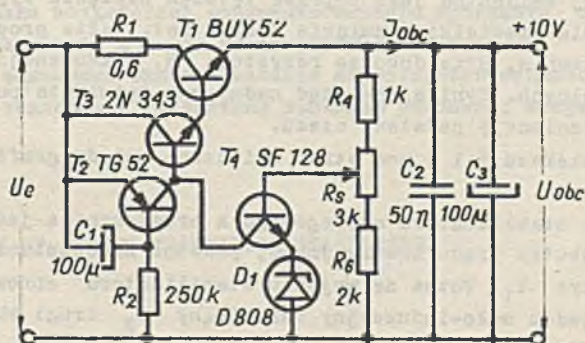 R1
T1 BUY 52
Jobc
+10V
0,6
T3 2N 343
R4
1k
T2 TG 52
T4 SF 128
Ue
Rs
3k
C2
50n
C3
100μ
Uobc
C1
100μ
R2
250k
D1
D808
R6
2k